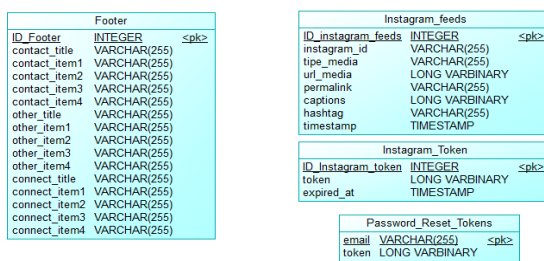 Footer
ID_Footer INTEGER <pk>
contact_title VARCHAR(255)
contact_item1 VARCHAR(255)
contact_item2 VARCHAR(255)
contact_item3 VARCHAR(255)
contact_item4 VARCHAR(255)
other_title VARCHAR(255)
other_item1 VARCHAR(255)
other_item2 VARCHAR(255)
other_item3 VARCHAR(255)
other_item4 VARCHAR(255)
connect_title VARCHAR(255)
connect_item1 VARCHAR(255)
connect_item2 VARCHAR(255)
connect_item3 VARCHAR(255)
connect_item4 VARCHAR(255)
Instagram_feeds
ID_instagram_feeds INTEGER <pk>
instagram_id VARCHAR(255)
tipe_media VARCHAR(255)
url_media LONG VARBINARY
permalink VARCHAR(255)
captions LONG VARBINARY
hashtag VARCHAR(255)
timestamp TIMESTAMP
Instagram_Token
ID_Instagram_token INTEGER <pk>
token LONG VARBINARY
expired_at TIMESTAMP
Password_Reset_Tokens
email VARCHAR(255) <pk>
token LONG VARBINARY